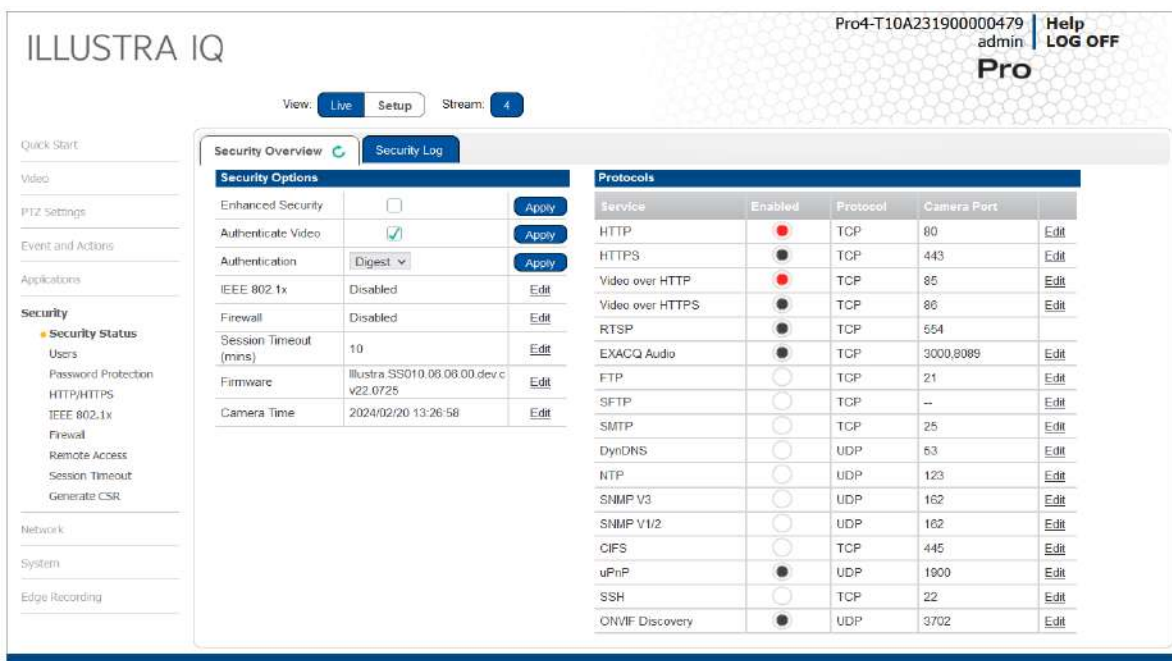 Pro4-T10A231900000479 Help
admin LOG OFF
ILLUSTRA IQ
Pro
View: Live Setup Stream: 4
Quick Start
Video
PTZ Settings
Event and Actions
Applications
Security
Security Status
Users
Password Protection
HTTP/HTTPS
IEEE 802.1x
Firewall
Remote Access
Session Timeout
Generate CSR
Network
System
Edge Recording
Security Overview Security Log
Security Options
Enhanced Security Apply
Authenticate Video Apply
Authentication Digest Apply
IEEE 802.1x Disabled Edit
Firewall Disabled Edit
Session Timeout
(mins) 10 Edit
Firmware Illustra.SS010.06.06.00.dev.c
v22.0725 Edit
Camera Time 2024/02/20 13:26:58 Edit
Protocols
Service Enabled Protocol Camera Port
HTTP TCP 80 Edit
HTTPS TCP 443 Edit
Video over HTTP TCP 85 Edit
Video over HTTPS TCP 86 Edit
RTSP TCP 554
EXACQ Audio TCP 3000,8089 Edit
FTP TCP 21 Edit
SFTP TCP -- Edit
SMTP TCP 25 Edit
DynDNS UDP 53 Edit
NTP UDP 123 Edit
SNMP V3 UDP 162 Edit
SNMP V1/2 UDP 162 Edit
CIFS TCP 445 Edit
uPnP UDP 1900 Edit
SSH TCP 22 Edit
ONVIF Discovery UDP 3702 Edit